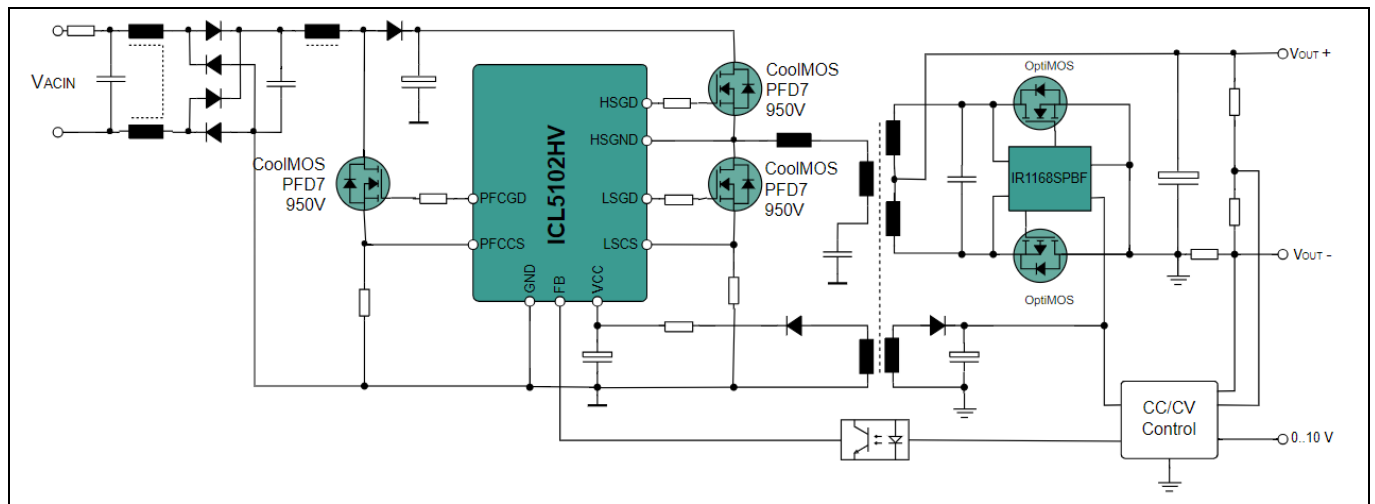 VACIN
CoolMOS
PFD7
950V
CoolMOS
PFD7
950V
CoolMOS
PFD7
950V
ICL5102HV
HSGD
HSGND
LSGD
LSCS
PFCGD
PFCCS
GND
FB
VCC
OptiMOS
IR1168SPBF
OptiMOS
VOUT +
VOUT -
CC/CV
Control
0..10 V